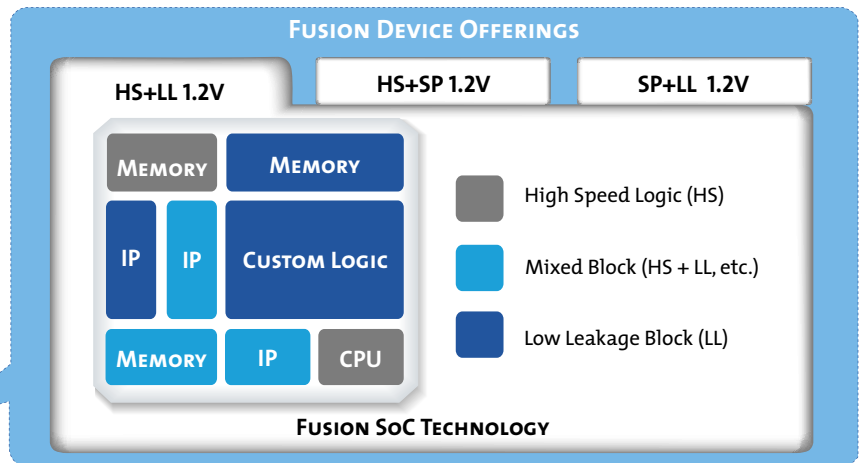 Fusion Device Offerings
HS+LL 1.2V
HS+SP 1.2V
SP+LL 1.2V
Memory
Memory
IP
IP
Custom Logic
Memory
IP
CPU
High Speed Logic (HS)
Mixed Block (HS + LL, etc.)
Low Leakage Block (LL)
Fusion SoC Technology